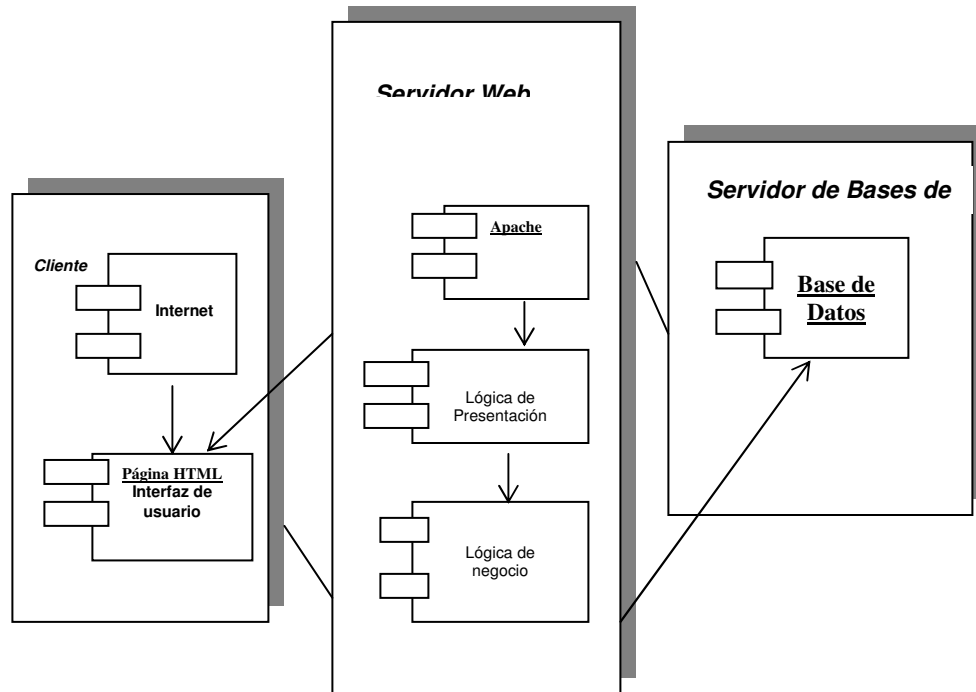 Servidor Web
Servidor de Bases de
Cliente
Internet
Página HTML
Interfaz de
usuario
Apache
Lógica de
Presentación
Lógica de
negocio
Base de
Datos